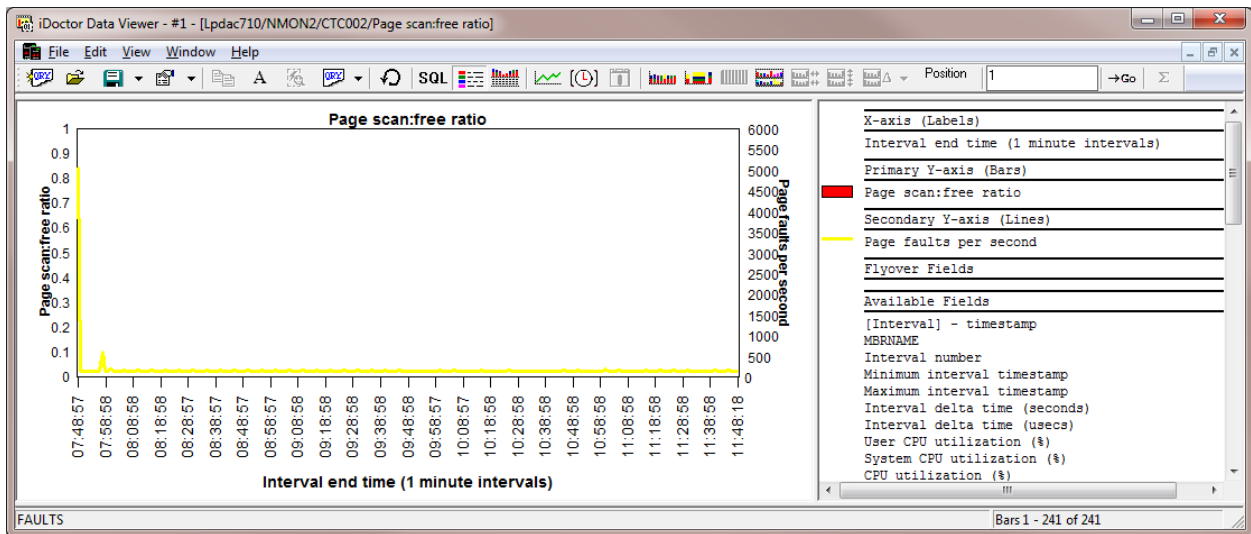 iDoctor Data Viewer - #1 - [Lpdac710/NMON2/CTC002/Page scan:free ratio]
File Edit View Window Help
QRY A QRY SQL Position 1 →Go Σ
Page scan:free ratio
1
0.9
0.8
0.7
0.6
0.5
0.4
0.3
0.2
0.1
0
Page scan:free ratio
6000
5500
5000
4500
4000
3500
3000
2500
2000
1500
1000
500
0
Page faults per second
07:48:57
07:58:58
08:08:58
08:18:58
08:28:57
08:38:57
08:48:57
08:58:57
09:08:58
09:18:58
09:28:58
09:38:58
09:48:58
09:58:57
10:08:57
10:18:58
10:28:58
10:38:58
10:48:58
10:58:58
11:08:58
11:18:58
11:28:58
11:38:58
11:48:18
Interval end time (1 minute intervals)
X-axis (Labels)
Interval end time (1 minute intervals)
Primary Y-axis (Bars)
Page scan:free ratio
Secondary Y-axis (Lines)
Page faults per second
Flyover Fields
Available Fields
[Interval] - timestamp
MBRNAME
Interval number
Minimum interval timestamp
Maximum interval timestamp
Interval delta time (seconds)
Interval delta time (usecs)
User CPU utilization (%)
System CPU utilization (%)
CPU utilization (%)
FAULTS
Bars 1 - 241 of 241